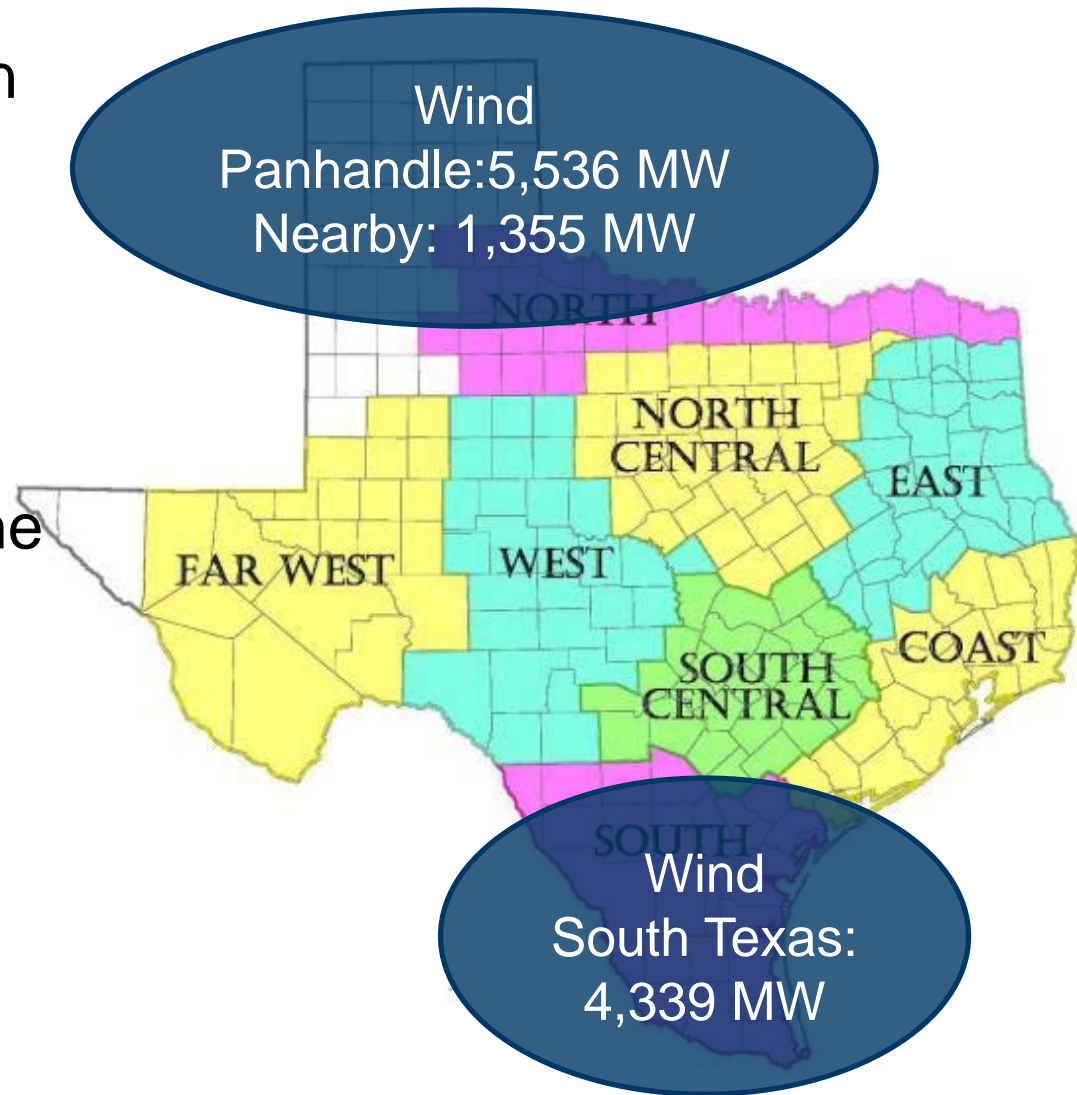 n
Wind
Panhandle:5,536 MW
Nearby: 1,355 MW
NORTH
NORTH
CENTRAL
EAST
ne
FAR WEST
WEST
COAST
SOUTH
CENTRAL
SOUTH
Wind
South Texas:
4,339 MW